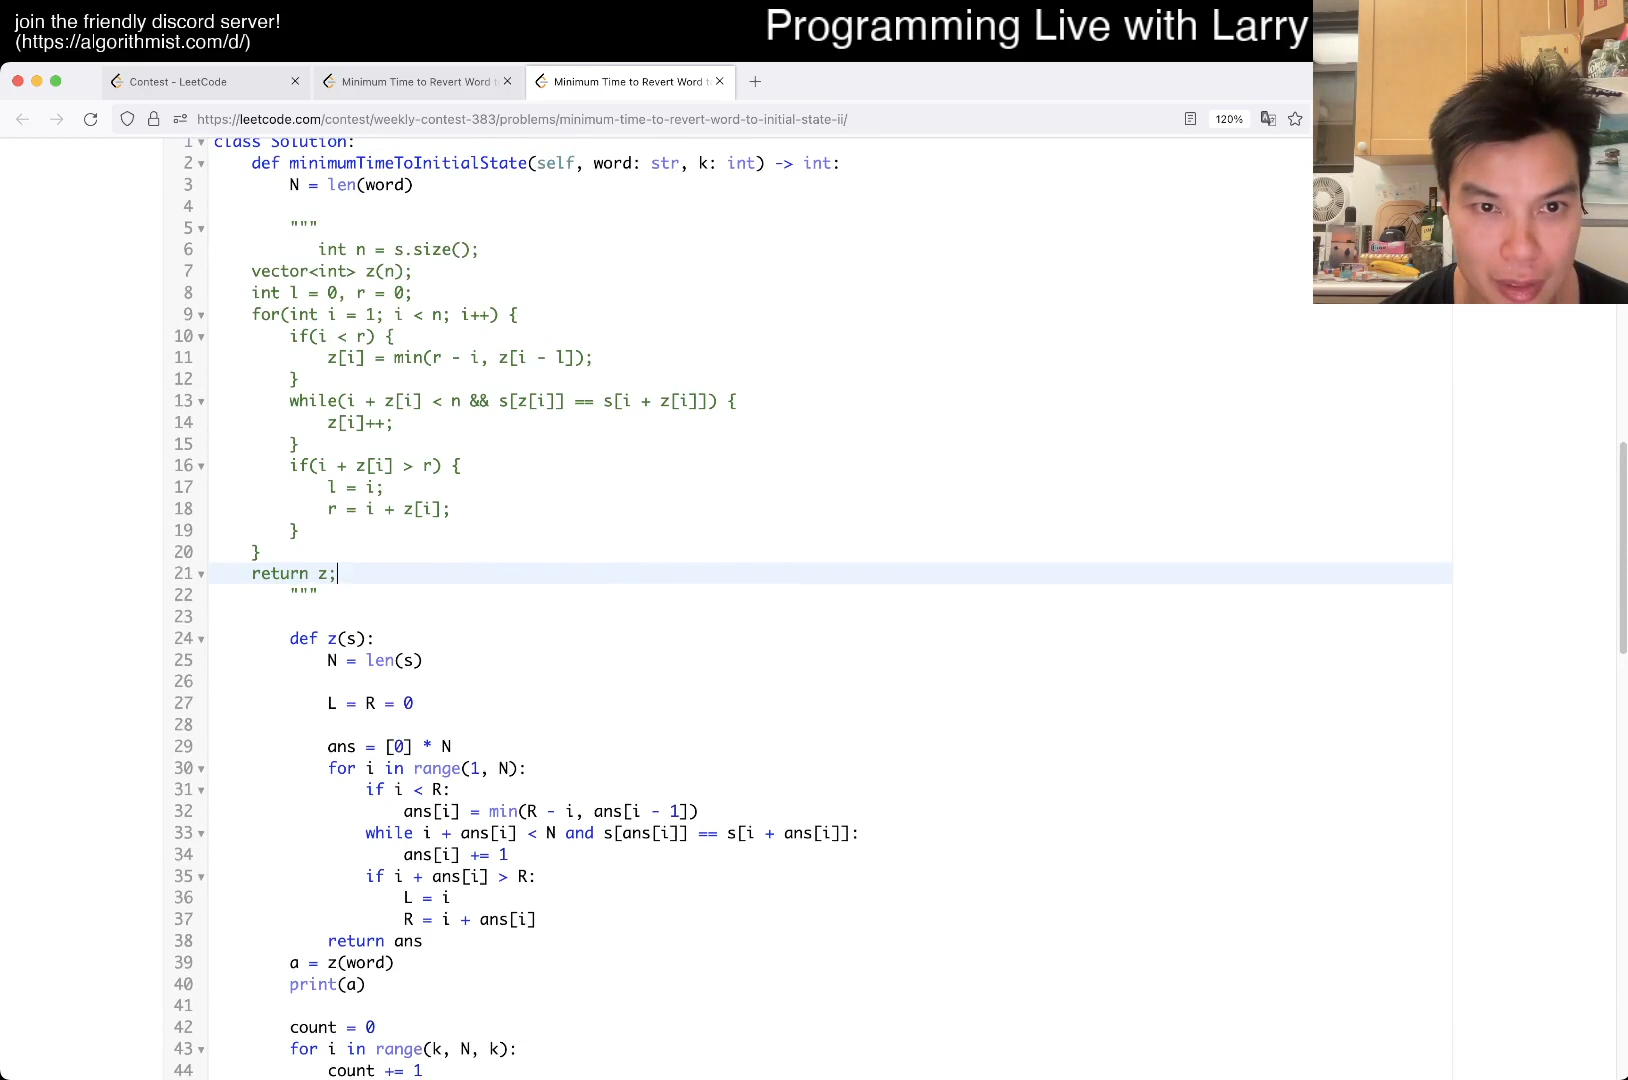 join the friendly discord server!
(https://algorithmist.com/d/)
Programming Live with Larry
Contest - LeetCode
Minimum Time to Revert Word t
Minimum Time to Revert Word to
https://leetcode.com/contest/weekly-contest-383/problems/minimum-time-to-revert-word-to-initial-state-ii/
120%
1 class Solution:
2 def minimumTimeToInitialState(self, word: str, k: int) -> int:
3 N = len(word)
4
5 """
6 int n = s.size();
7 vector<int> z(n);
8 int l = 0, r = 0;
9 for(int i = 1; i < n; i++) {
10 if(i < r) {
11 z[i] = min(r - i, z[i - l]);
12 }
13 while(i + z[i] < n && s[z[i]] == s[i + z[i]]) {
14 z[i]++;
15 }
16 if(i + z[i] > r) {
17 l = i;
18 r = i + z[i];
19 }
20 }
21 return z;
22 """
23
24 def z(s):
25 N = len(s)
26
27 L = R = 0
28
29 ans = [0] * N
30 for i in range(1, N):
31 if i < R:
32 ans[i] = min(R - i, ans[i - 1])
33 while i + ans[i] < N and s[ans[i]] == s[i + ans[i]]:
34 ans[i] += 1
35 if i + ans[i] > R:
36 L = i
37 R = i + ans[i]
38 return ans
39 a = z(word)
40 print(a)
41
42 count = 0
43 for i in range(k, N, k):
44 count += 1